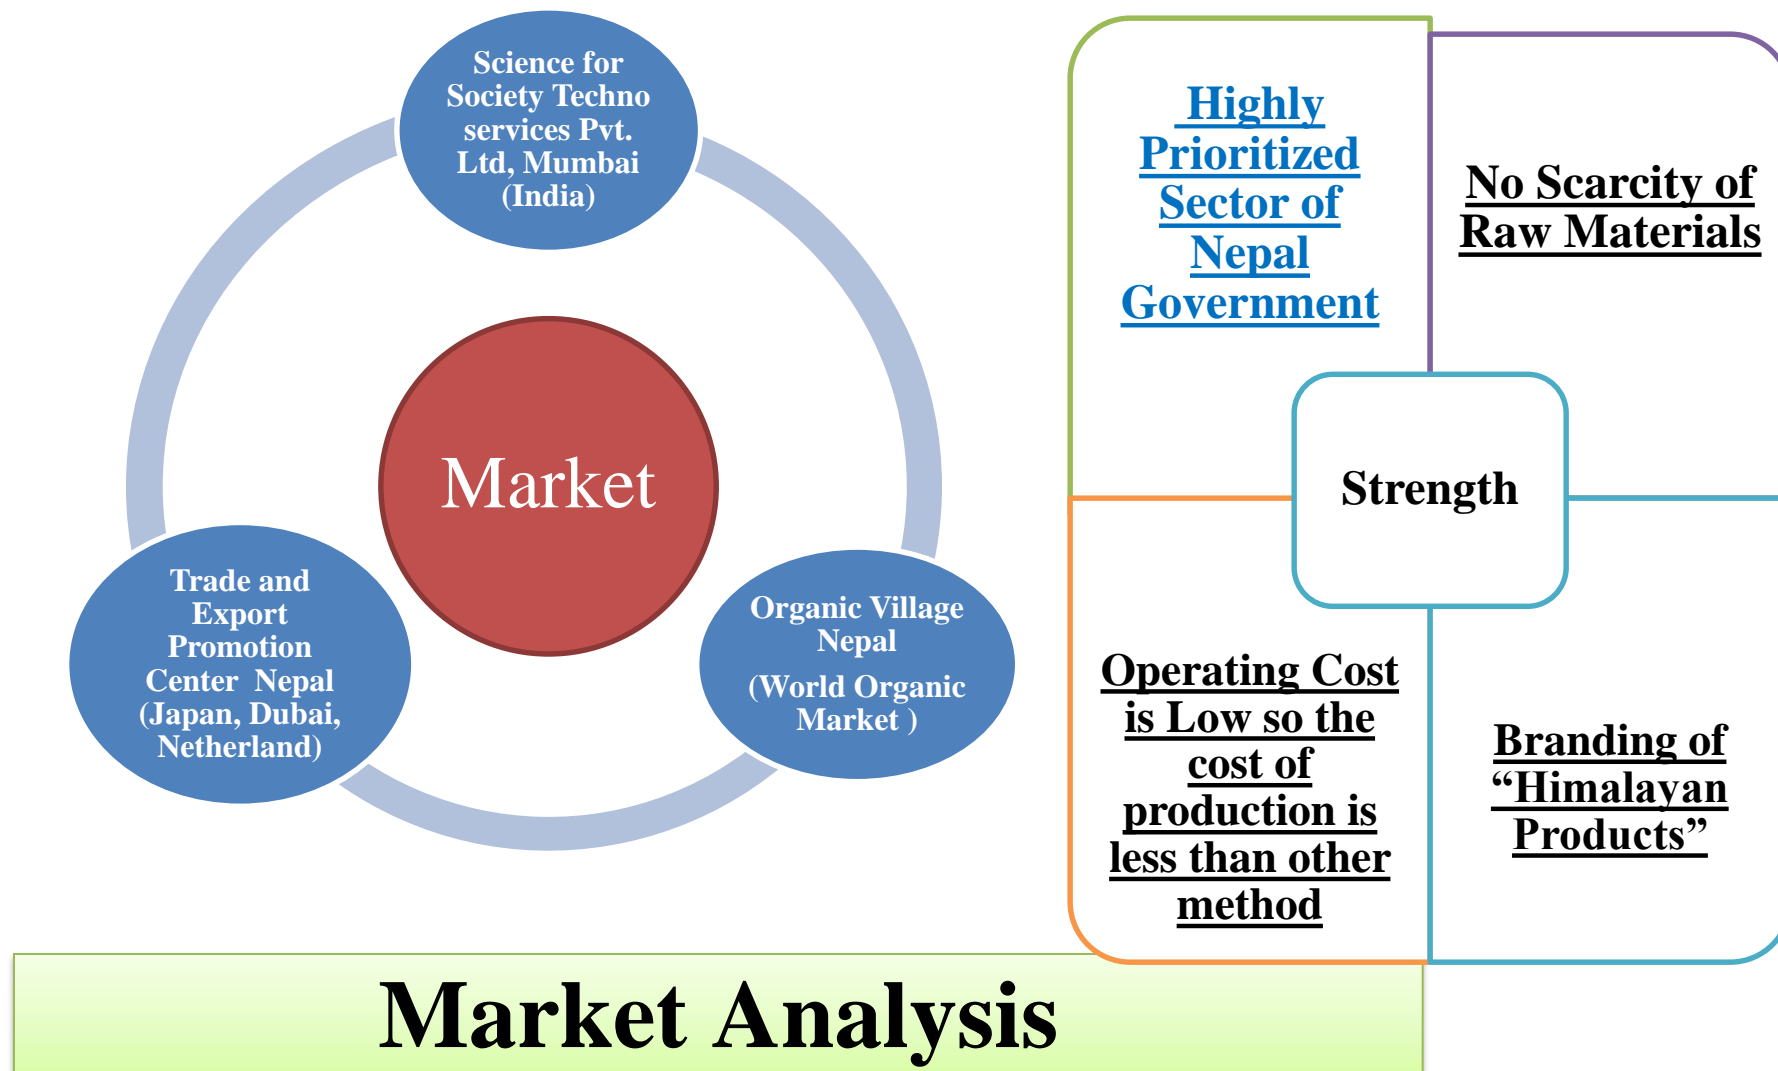 Science for
Society Techno
services Pvt.
Ltd, Mumbai
(India)
Market
Trade and
Export
Promotion
Center Nepal
(Japan, Dubai,
Netherland)
Organic Village
Nepal
(World Organic
Market )
Highly
Prioritized
Sector of
Nepal
Government
No Scarcity of
Raw Materials
Strength
Operating Cost
is Low so the
cost of
production is
less than other
method
Branding of
“Himalayan
Products”
Market Analysis